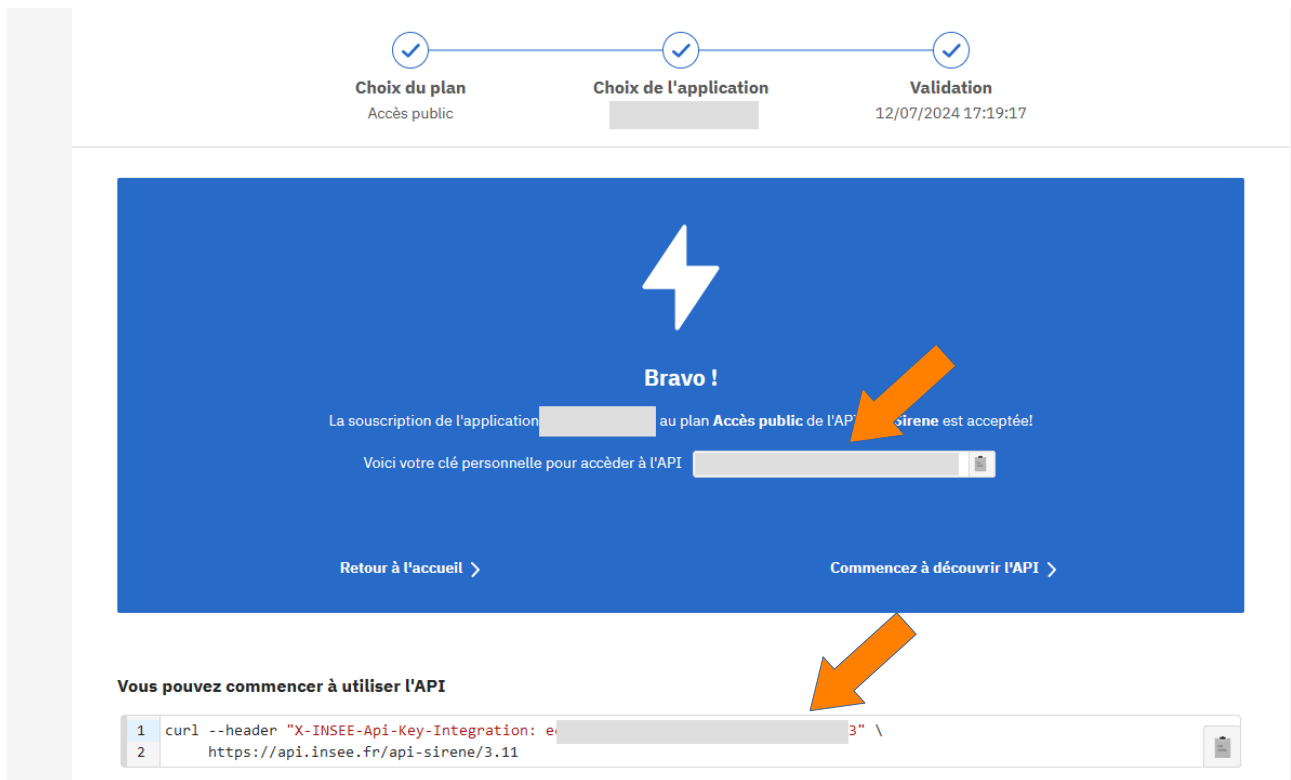 Choix du plan
Choix de l'application
Validation
Accès public
12/07/2024 17:19:17
Bravo !
La souscription de l'application au plan Accès public de l'AP Sirene est acceptée!
Voici votre clé personnelle pour accèder à l'API
Retour à l'accueil
Commencez à découvrir l'API
Vous pouvez commencer à utiliser l'API
1 curl --header "X-INSEE-Api-Key-Integration: e 3" \
2 https://api.insee.fr/api-sirene/3.11